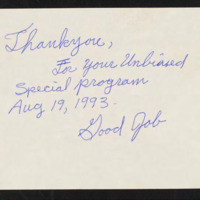 Thankyou,
For your Unbiased
Special program
Aug 19, 1993.
Good Job